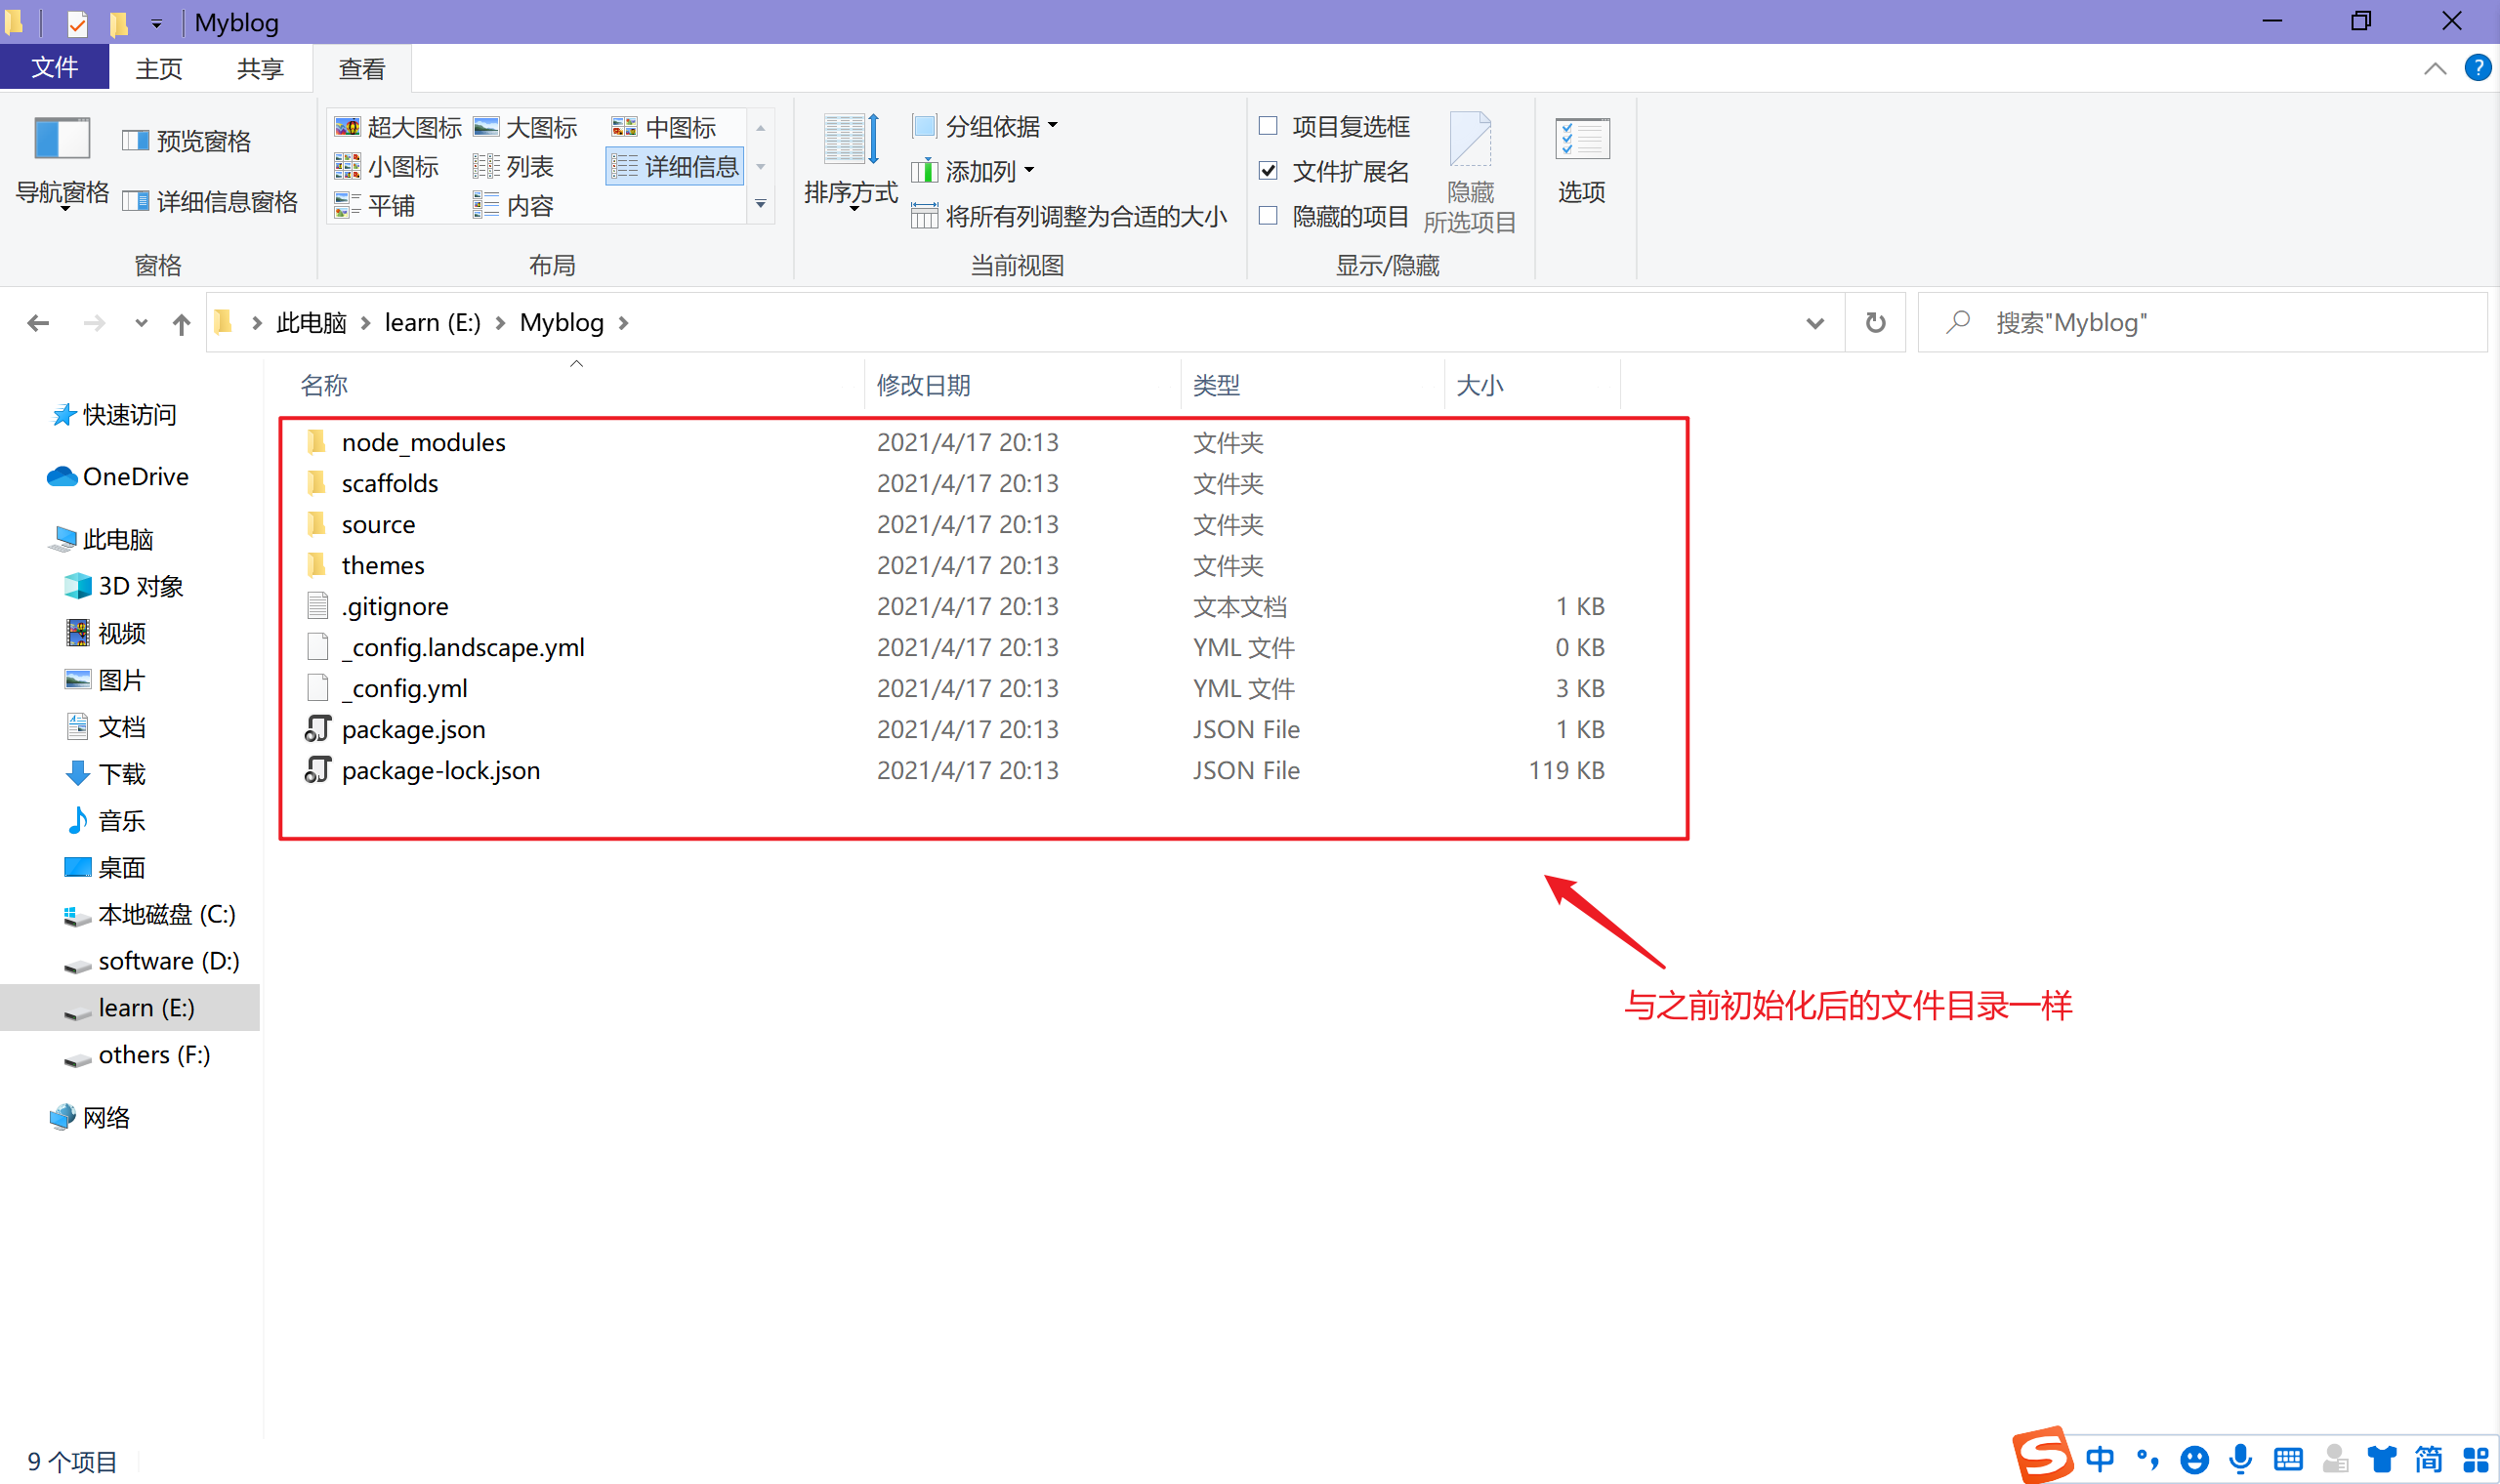 Myblog
文件 主页 共享 查看
导航窗格
预览窗格
详细信息窗格
窗格
超大图标 大图标 中图标
小图标 列表 详细信息
平铺 内容
布局
排序方式
分组依据
添加列
将所有列调整为合适的大小
当前视图
项目复选框
文件扩展名
隐藏的项目
隐藏
所选项目
显示/隐藏
选项
此电脑 learn (E:) Myblog
搜索"Myblog"
快速访问
OneDrive
此电脑
3D 对象
视频
图片
文档
下载
音乐
桌面
本地磁盘 (C:)
software (D:)
learn (E:)
others (F:)
网络
名称 修改日期 类型 大小
node_modules 2021/4/17 20:13 文件夹
scaffolds 2021/4/17 20:13 文件夹
source 2021/4/17 20:13 文件夹
themes 2021/4/17 20:13 文件夹
.gitignore 2021/4/17 20:13 文本文档 1 KB
_config.landscape.yml 2021/4/17 20:13 YML 文件 0 KB
_config.yml 2021/4/17 20:13 YML 文件 3 KB
package.json 2021/4/17 20:13 JSON File 1 KB
package-lock.json 2021/4/17 20:13 JSON File 119 KB
与之前初始化后的文件目录一样
9 个项目
中 简